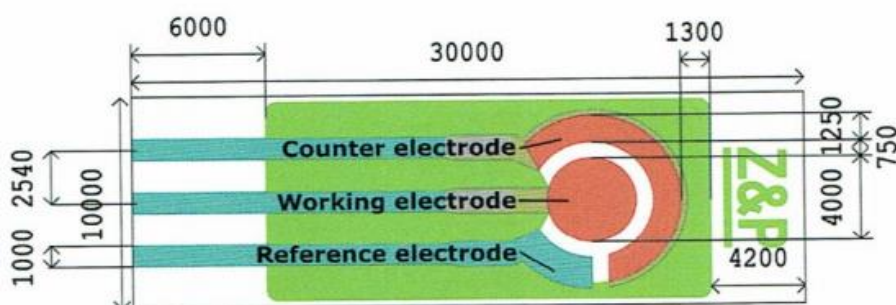 6000
30000
1300
Counter electrode
Working electrode
Reference electrode
2540
10000
1000
1250
750
4000
4200
Z&P